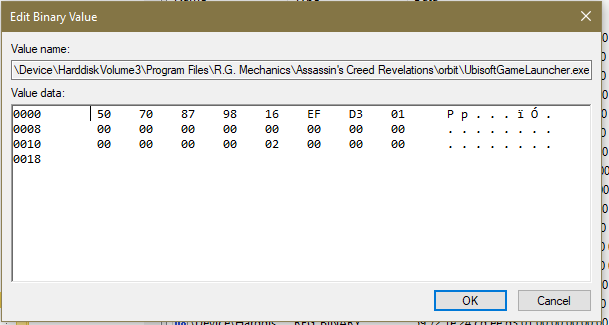 Edit Binary Value
Value name:
\Device\HarddiskVolume3\Program Files\R.G. Mechanics\Assassin's Creed Revelations\orbit\UbisoftGameLauncher.exe
Value data:
0000 50 70 87 98 16 EF D3 01 P p . . . ï Ó .
0008 00 00 00 00 00 00 00 00 . . . . . . . .
0010 00 00 00 00 02 00 00 00 . . . . . . . .
0018
OK Cancel